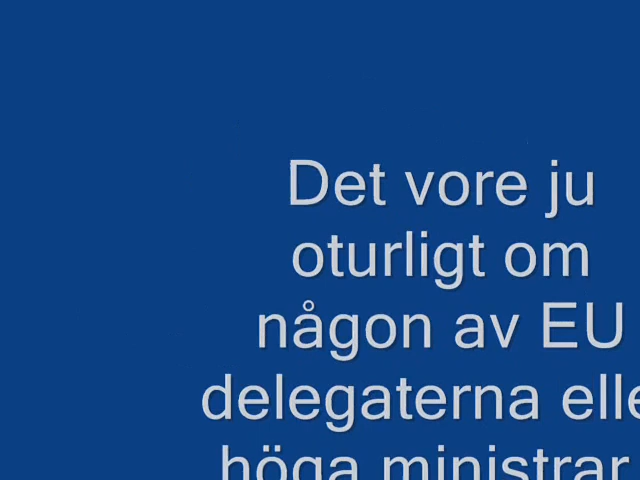 Det vore ju
oturligt om
någon av EU
delegaterna elle
höga ministrar